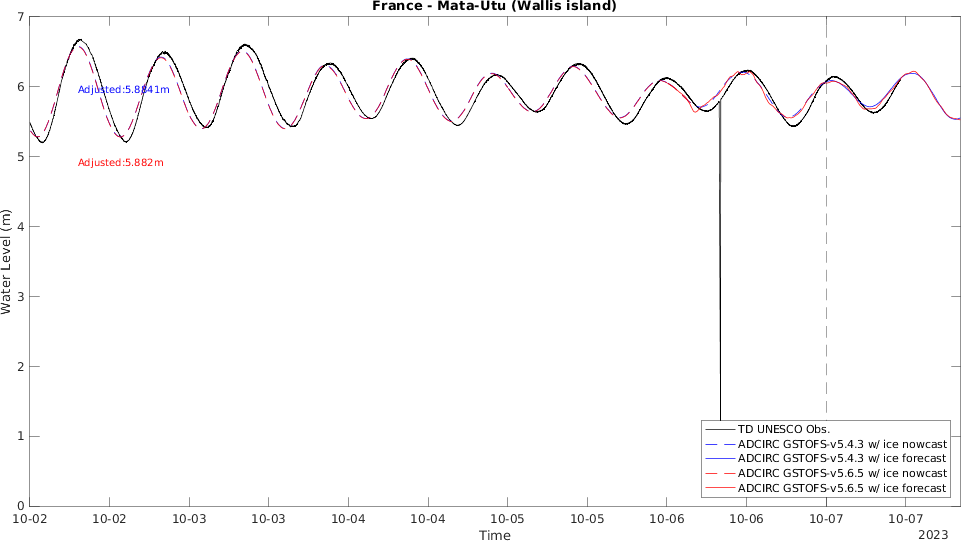 France - Mata-Utu (Wallis island)
7
6
5
4
3
2
1
0
Water Level (m)
Adjusted:5.8841m
Adjusted:5.882m
TD UNESCO Obs.
ADCIRC GSTOFS-v5.4.3 w/ ice nowcast
ADCIRC GSTOFS-v5.4.3 w/ ice forecast
ADCIRC GSTOFS-v5.6.5 w/ ice nowcast
ADCIRC GSTOFS-v5.6.5 w/ ice forecast
10-02 10-02 10-03 10-03 10-04 10-04 10-05 10-05 10-06 10-06 10-07 10-07
Time
2023